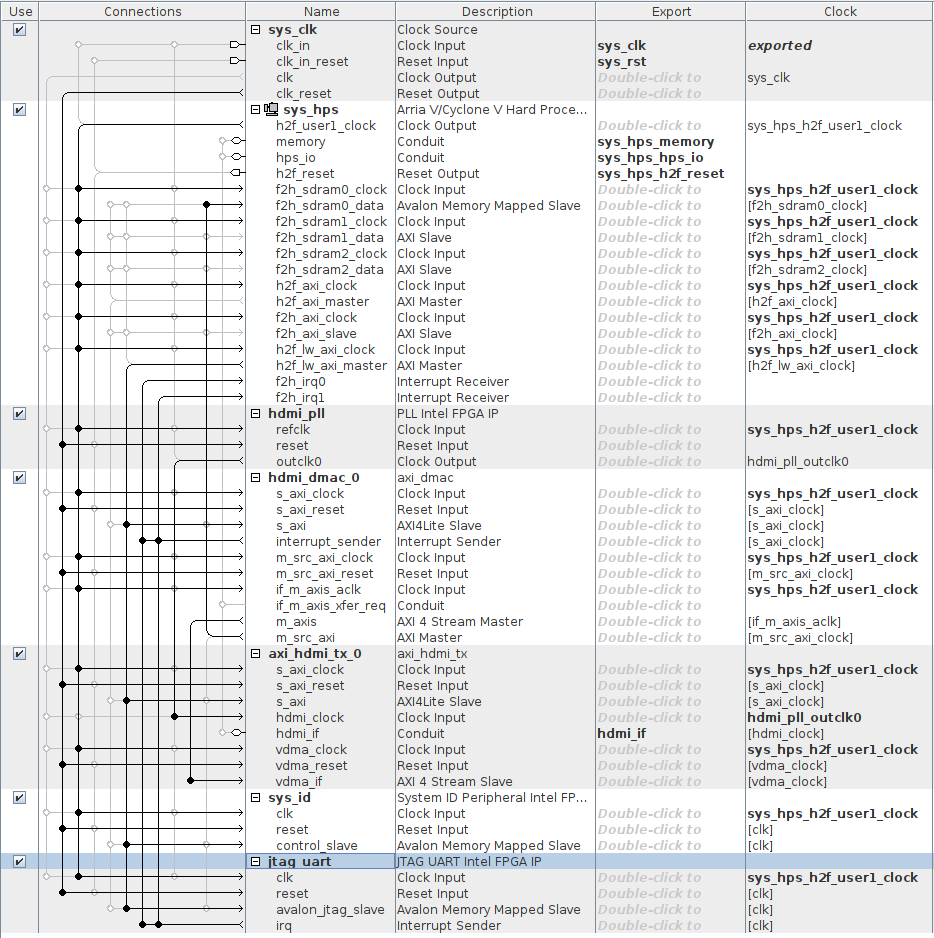 Use Connections Name Description Export Clock
sys_clk Clock Source
clk_in Clock Input sys_clk exported
clk_in_reset Reset Input sys_rst
clk Clock Output Double-click to sys_clk
clk_reset Reset Output Double-click to
sys_hps Arria V/Cyclone V Hard Proce...
h2f_user1_clock Clock Output Double-click to sys_hps_h2f_user1_clock
memory Conduit sys_hps_memory
hps_io Conduit sys_hps_hps_io
h2f_reset Reset Output sys_hps_h2f_reset
f2h_sdram0_clock Clock Input Double-click to sys_hps_h2f_user1_clock
f2h_sdram0_data Avalon Memory Mapped Slave Double-click to [f2h_sdram0_clock]
f2h_sdram1_clock Clock Input Double-click to sys_hps_h2f_user1_clock
f2h_sdram1_data AXI Slave Double-click to [f2h_sdram1_clock]
f2h_sdram2_clock Clock Input Double-click to sys_hps_h2f_user1_clock
f2h_sdram2_data AXI Slave Double-click to [f2h_sdram2_clock]
h2f_axi_clock Clock Input Double-click to sys_hps_h2f_user1_clock
h2f_axi_master AXI Master Double-click to [h2f_axi_clock]
f2h_axi_clock Clock Input Double-click to sys_hps_h2f_user1_clock
f2h_axi_slave AXI Slave Double-click to [f2h_axi_clock]
h2f_lw_axi_clock Clock Input Double-click to sys_hps_h2f_user1_clock
h2f_lw_axi_master AXI Master Double-click to [h2f_lw_axi_clock]
f2h_irq0 Interrupt Receiver Double-click to
f2h_irq1 Interrupt Receiver Double-click to
hdmi_pll PLL Intel FPGA IP
refclk Clock Input Double-click to sys_hps_h2f_user1_clock
reset Reset Input Double-click to
outclk0 Clock Output Double-click to hdmi_pll_outclk0
hdmi_dmac_0 axi_dmac
s_axi_clock Clock Input Double-click to sys_hps_h2f_user1_clock
s_axi_reset Reset Input Double-click to [s_axi_clock]
s_axi AXI4Lite Slave Double-click to [s_axi_clock]
interrupt_sender Interrupt Sender Double-click to [s_axi_clock]
m_src_axi_clock Clock Input Double-click to sys_hps_h2f_user1_clock
m_src_axi_reset Reset Input Double-click to [m_src_axi_clock]
if_m_axis_aclk Clock Input Double-click to sys_hps_h2f_user1_clock
if_m_axis_xfer_req Conduit Double-click to
m_axis AXI 4 Stream Master Double-click to [if_m_axis_aclk]
m_src_axi AXI Master Double-click to [m_src_axi_clock]
axi_hdmi_tx_0 axi_hdmi_tx
s_axi_clock Clock Input Double-click to sys_hps_h2f_user1_clock
s_axi_reset Reset Input Double-click to [s_axi_clock]
s_axi AXI4Lite Slave Double-click to [s_axi_clock]
hdmi_clock Clock Input Double-click to hdmi_pll_outclk0
hdmi_if Conduit hdmi_if [hdmi_clock]
vdma_clock Clock Input Double-click to sys_hps_h2f_user1_clock
vdma_reset Reset Input Double-click to [vdma_clock]
vdma_if AXI 4 Stream Slave Double-click to [vdma_clock]
sys_id System ID Peripheral Intel FP...
clk Clock Input Double-click to sys_hps_h2f_user1_clock
reset Reset Input Double-click to [clk]
control_slave Avalon Memory Mapped Slave Double-click to [clk]
jtag_uart JTAG UART Intel FPGA IP
clk Clock Input Double-click to sys_hps_h2f_user1_clock
reset Reset Input Double-click to [clk]
avalon_jtag_slave Avalon Memory Mapped Slave Double-click to [clk]
irq Interrupt Sender Double-click to [clk]